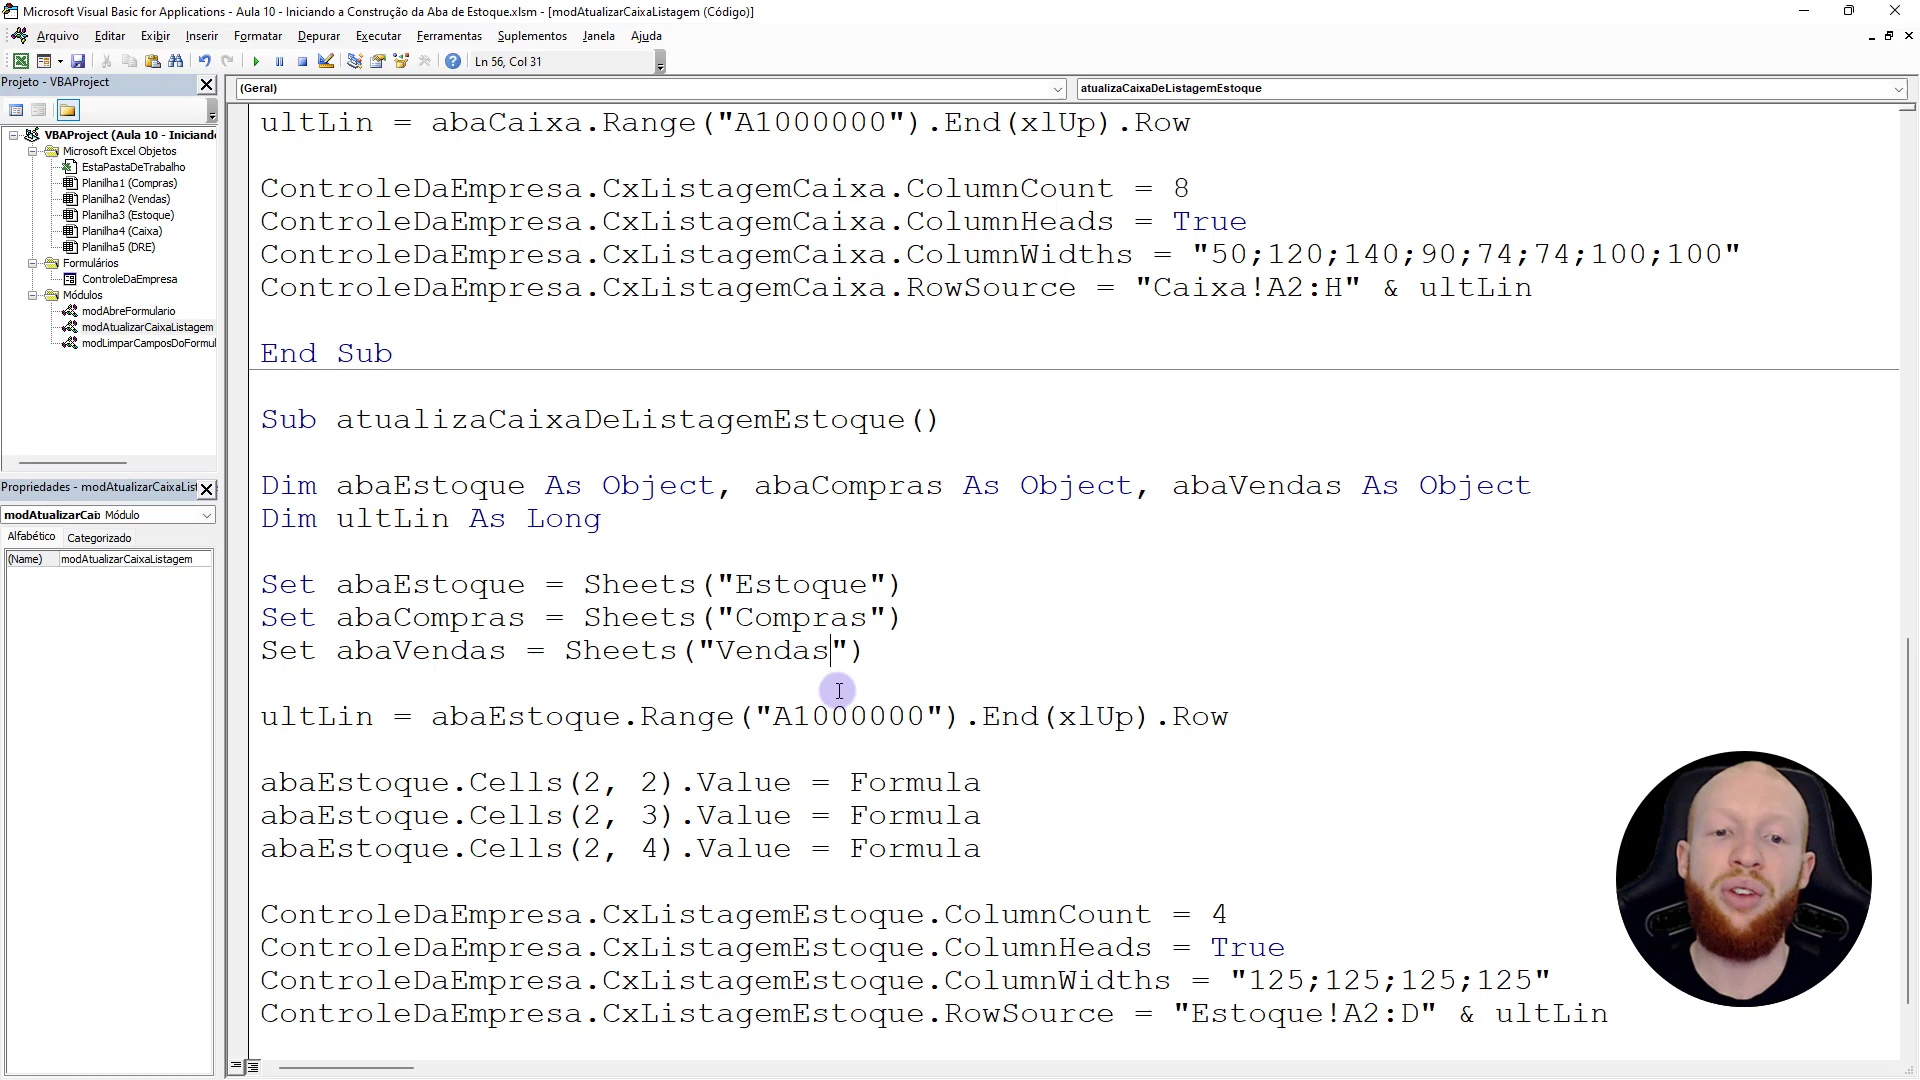 Microsoft Visual Basic for Applications - Aula 10 - Iniciando a Construção da Aba de Estoque.xlsm - [modAtualizarCaixaListagem (Código)]
Arquivo Editar Exibir Inserir Formatar Depurar Executar Ferramentas Suplementos Janela Ajuda
Ln 56, Col 31
Projeto - VBAProject
VBAProject (Aula 10 - Iniciand
Microsoft Excel Objetos
EstaPastaDeTrabalho
Planilha1 (Compras)
Planilha2 (Vendas)
Planilha3 (Estoque)
Planilha4 (Caixa)
Planilha5 (DRE)
Formulários
ControleDaEmpresa
Módulos
modAbreFormulario
modAtualizarCaixaListagem
modLimparCamposDoFormul
Propriedades - modAtualizarCaixaList
modAtualizarCai Módulo
Alfabético Categorizado
(Name) modAtualizarCaixaListagem
(Geral) atualizaCaixaDeListagemEstoque
ultLin = abaCaixa.Range("A1000000").End(xlUp).Row
ControleDaEmpresa.CxListagemCaixa.ColumnCount = 8
ControleDaEmpresa.CxListagemCaixa.ColumnHeads = True
ControleDaEmpresa.CxListagemCaixa.ColumnWidths = "50;120;140;90;74;74;100;100"
ControleDaEmpresa.CxListagemCaixa.RowSource = "Caixa!A2:H" & ultLin
End Sub
Sub atualizaCaixaDeListagemEstoque()
Dim abaEstoque As Object, abaCompras As Object, abaVendas As Object
Dim ultLin As Long
Set abaEstoque = Sheets("Estoque")
Set abaCompras = Sheets("Compras")
Set abaVendas = Sheets("Vendas")
ultLin = abaEstoque.Range("A1000000").End(xlUp).Row
abaEstoque.Cells(2, 2).Value = Formula
abaEstoque.Cells(2, 3).Value = Formula
abaEstoque.Cells(2, 4).Value = Formula
ControleDaEmpresa.CxListagemEstoque.ColumnCount = 4
ControleDaEmpresa.CxListagemEstoque.ColumnHeads = True
ControleDaEmpresa.CxListagemEstoque.ColumnWidths = "125;125;125;125"
ControleDaEmpresa.CxListagemEstoque.RowSource = "Estoque!A2:D" & ultLin